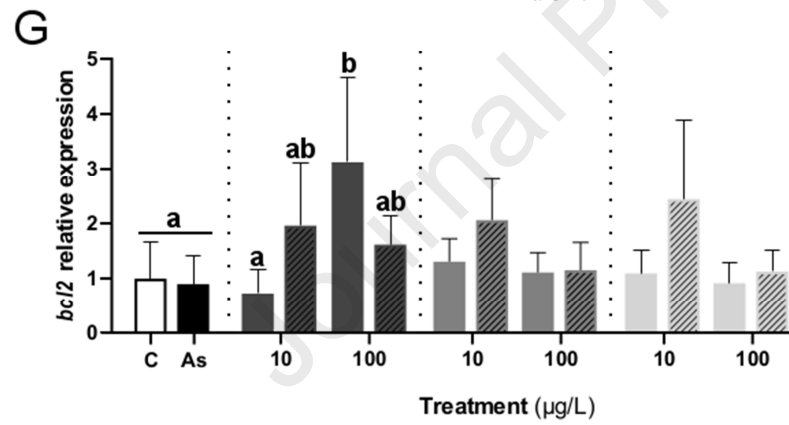 G
bcl2 relative expression
5
4
3
2
1
0
a
a
ab
b
ab
C As 10 100 10 100 10 100
Treatment (µg/L)
Journal P